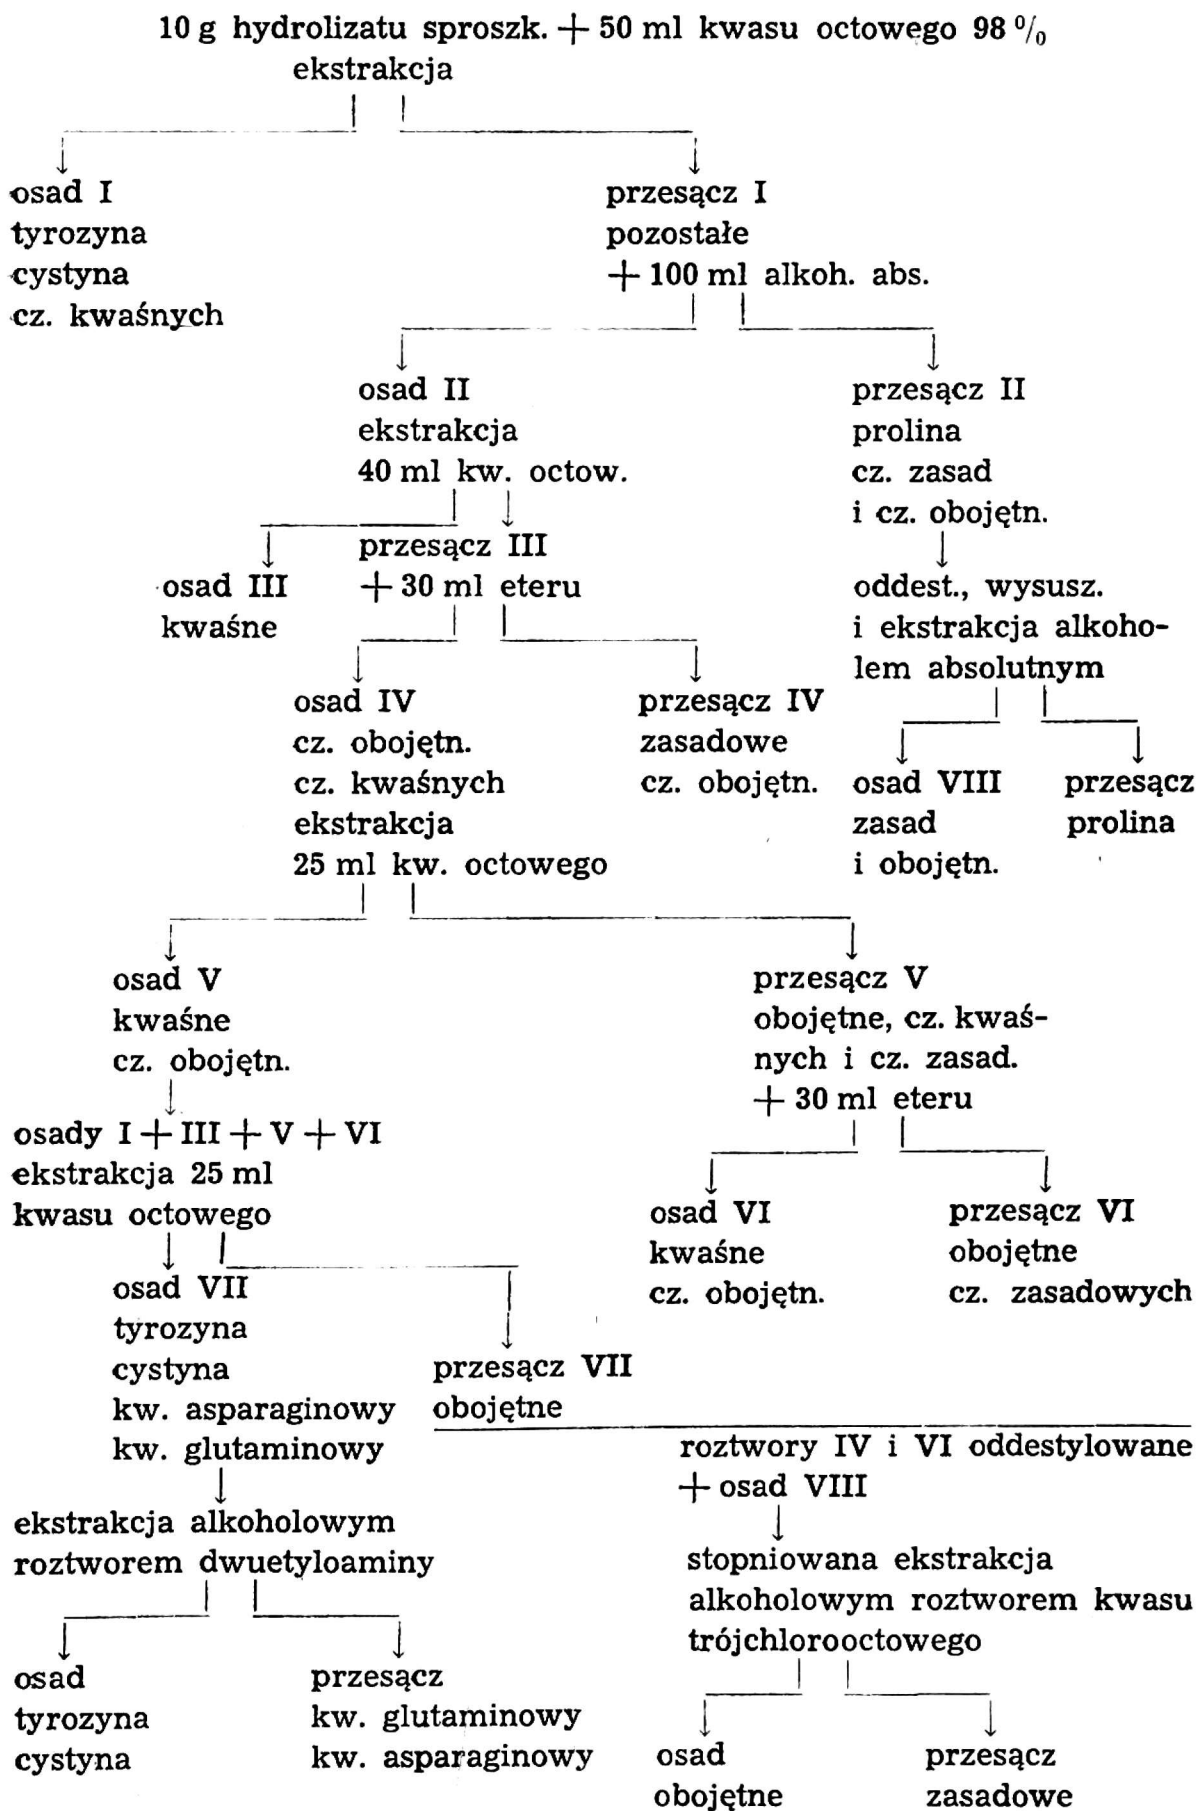 10 g hydrolizatu sproszk. + 50 ml kwasu octowego 98 %
ekstrakcja
osad I
tyrozyna
cystyna
cz. kwaśnych
przesącz I
pozostałe
+ 100 ml alkoh. abs.
osad II
ekstrakcja
40 ml kw. octow.
przesącz II
prolina
cz. zasad
i cz. obojętn.
osad III
kwaśne
przesącz III
+ 30 ml eteru
oddest., wysusz.
i ekstrakcja alkoho-
lem absolutnym
osad IV
cz. obojętn.
cz. kwaśnych
ekstrakcja
25 ml kw. octowego
przesącz IV
zasadowe
cz. obojętn.
osad VIII
zasad
i obojętn.
przesącz
prolina
osad V
kwaśne
cz. obojętn.
przesącz V
obojętne, cz. kwaś-
nych i cz. zasad.
+ 30 ml eteru
osady I + III + V + VI
ekstrakcja 25 ml
kwasu octowego
osad VI
kwaśne
cz. obojętn.
przesącz VI
obojętne
cz. zasadowych
osad VII
tyrozyna
cystyna
kw. asparaginowy
kw. glutaminowy
przesącz VII
obojętne
roztwory IV i VI oddestylowane
+ osad VIII
ekstrakcja alkoholowym
roztworem dwuetyloaminy
stopniowana ekstrakcja
alkoholowym roztworem kwasu
trójchlorooctowego
osad
tyrozyna
cystyna
przesącz
kw. glutaminowy
kw. asparaginowy
osad
obojętne
przesącz
zasadowe